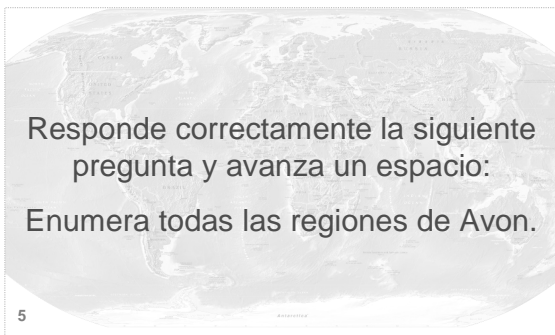 Responde correctamente la siguiente
pregunta y avanza un espacio:
Enumera todas las regiones de Avon.
5